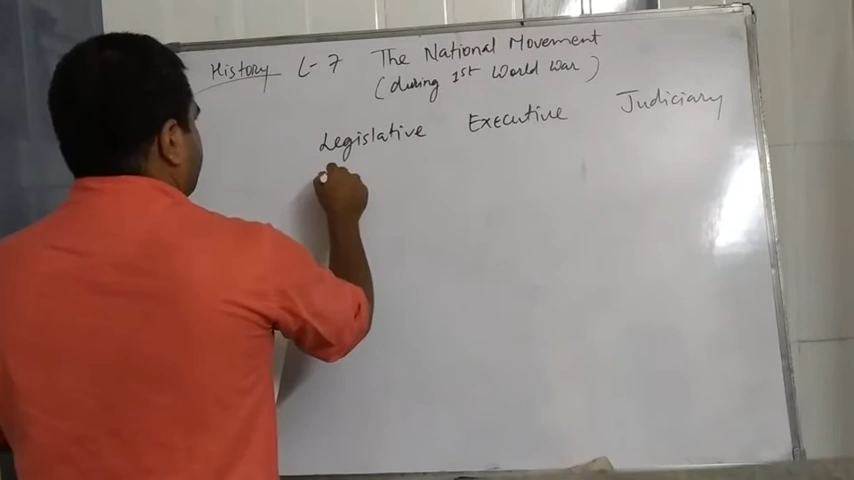 History L-7 The National Movement
(during 1st World War)
Legislative Executive Judiciary